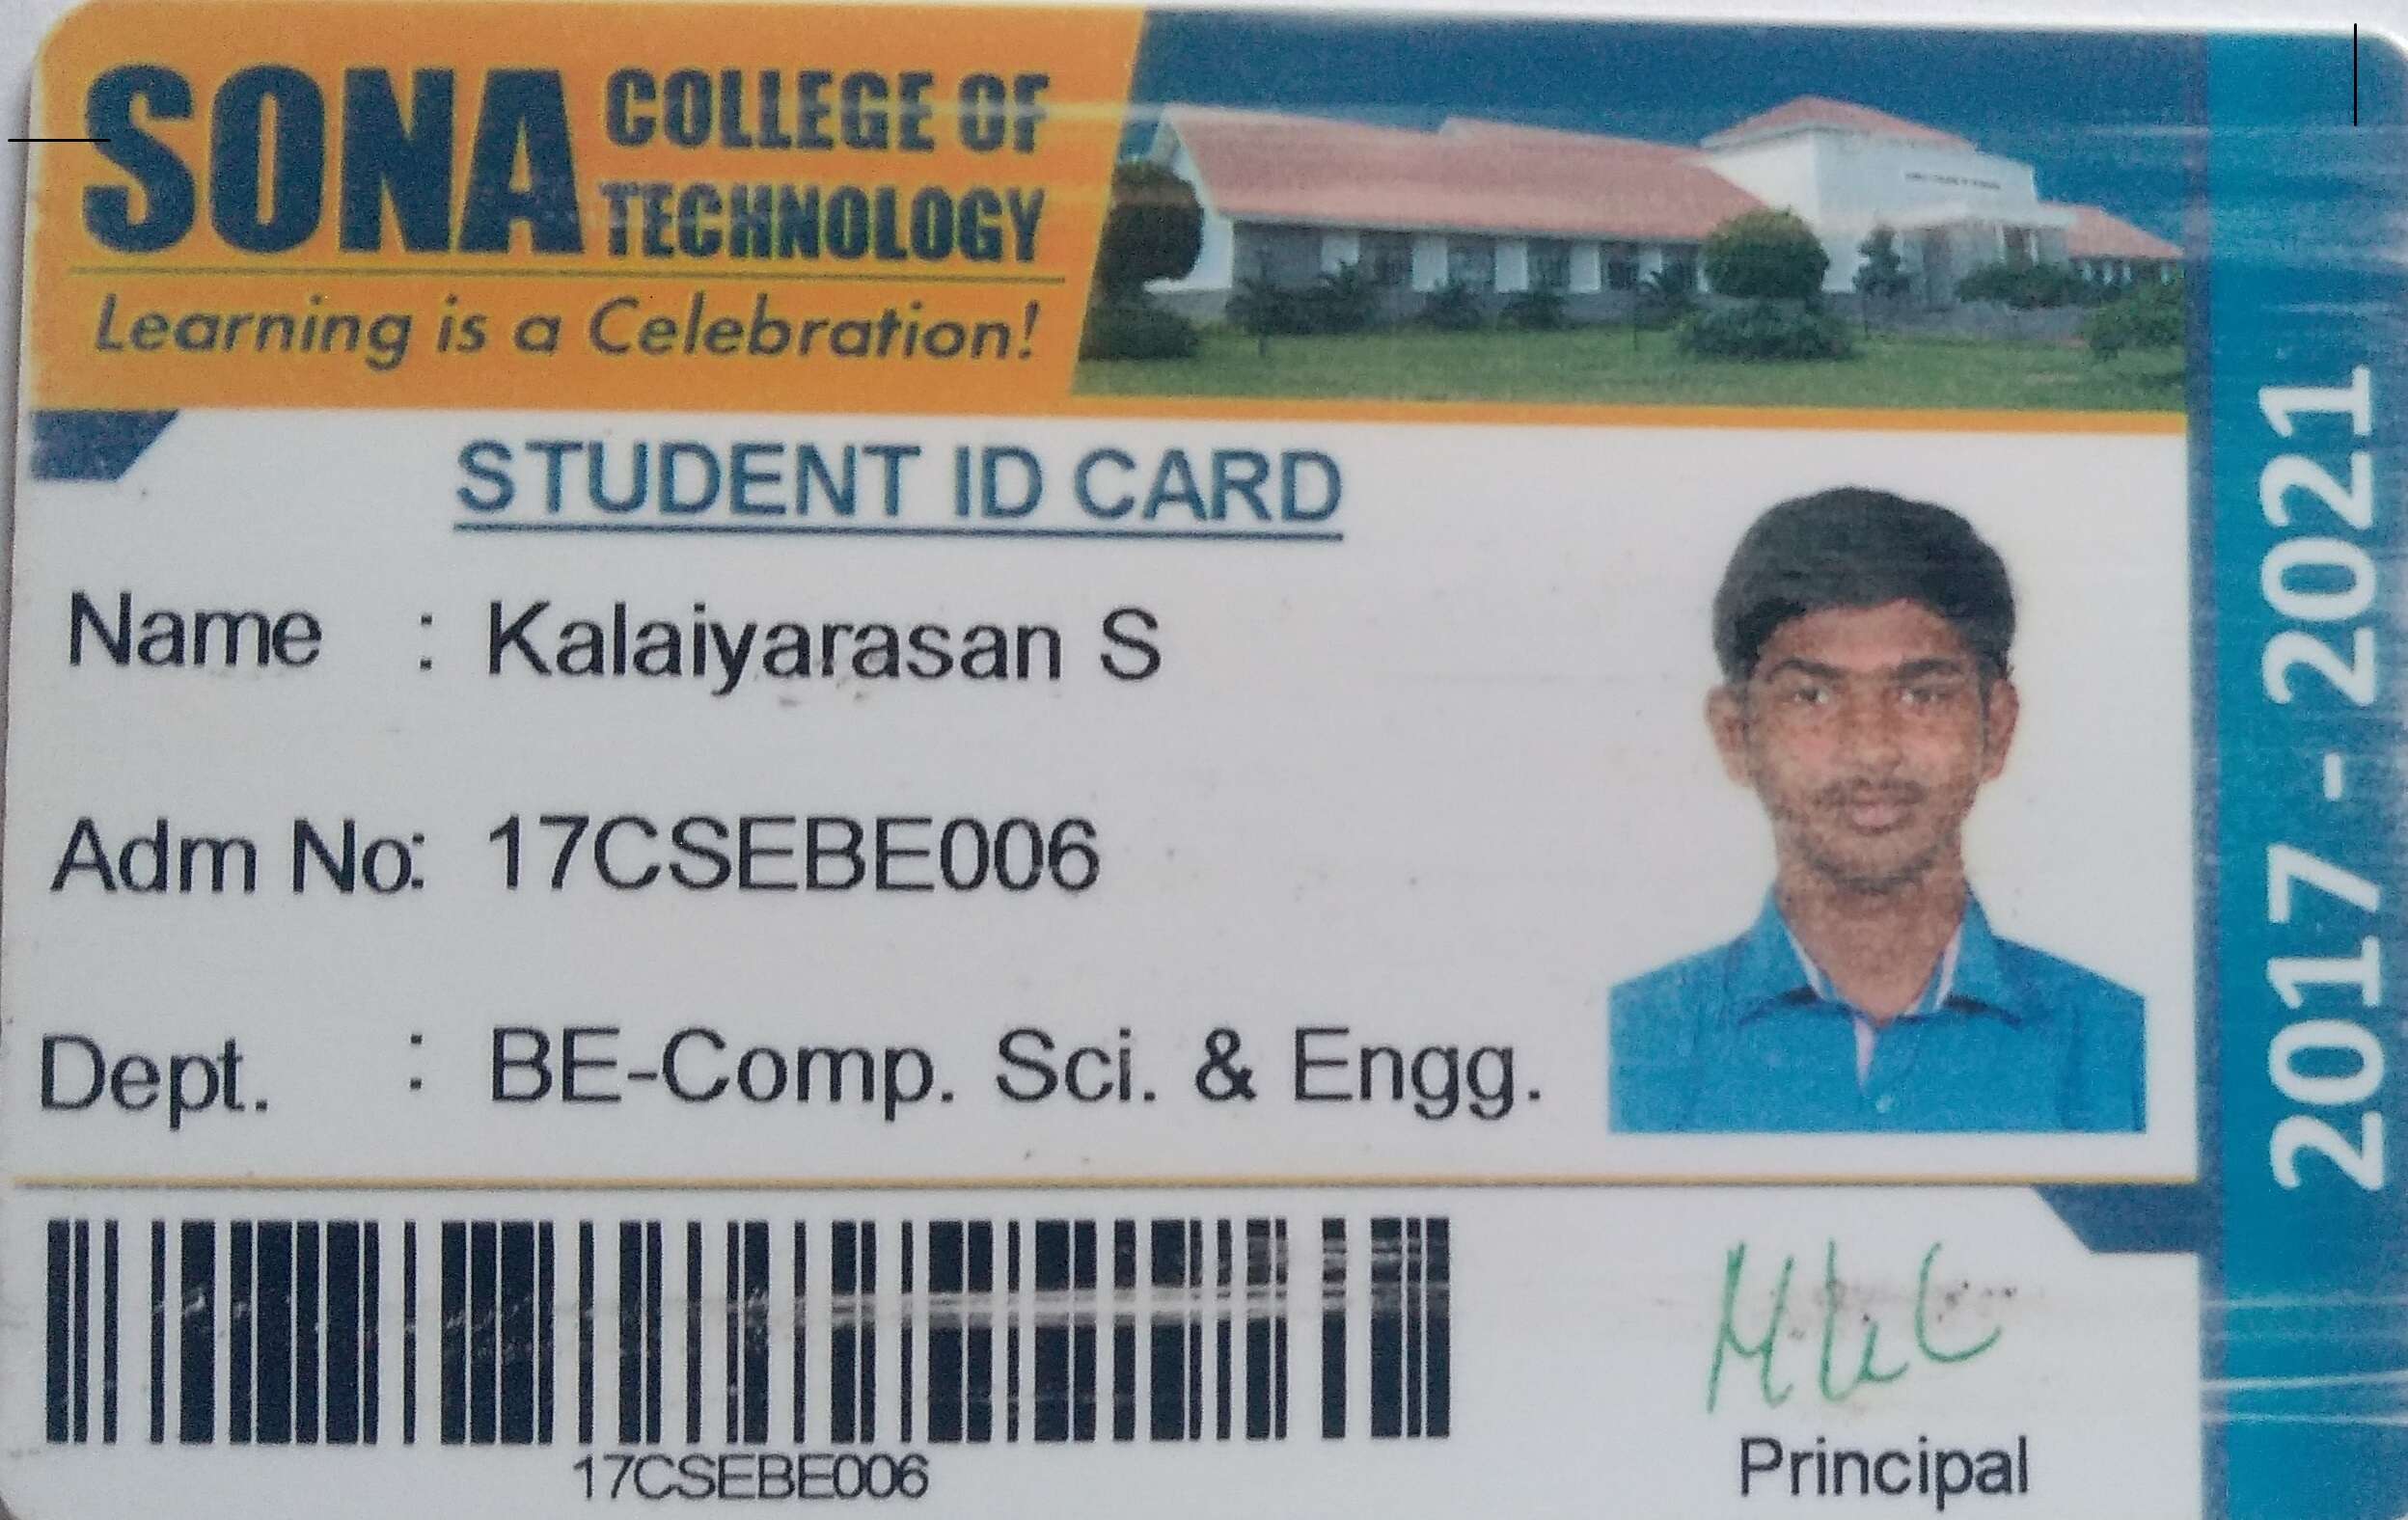 SONA COLLEGE OF
TECHNOLOGY
Learning is a Celebration!
STUDENT ID CARD
Name : Kalaiyarasan S
Adm No: 17CSEBE006
Dept. : BE-Comp. Sci. & Engg.
17CSEBE006
Principal
2017 - 2021